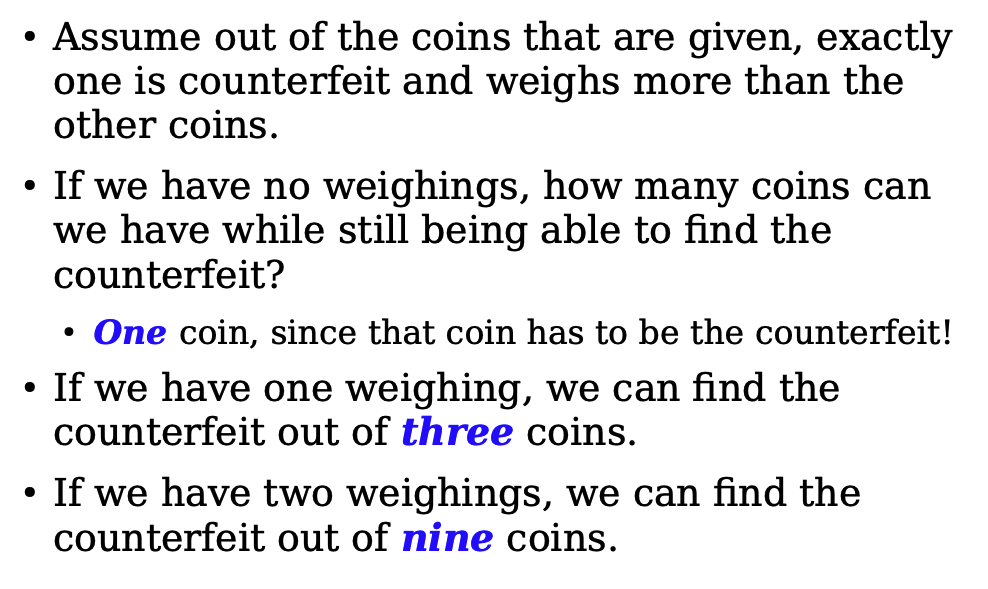 • Assume out of the coins that are given, exactly
one is counterfeit and weighs more than the
other coins.
• If we have no weighings, how many coins can
we have while still being able to find the
counterfeit?
• One coin, since that coin has to be the counterfeit!
• If we have one weighing, we can find the
counterfeit out of three coins.
• If we have two weighings, we can find the
counterfeit out of nine coins.